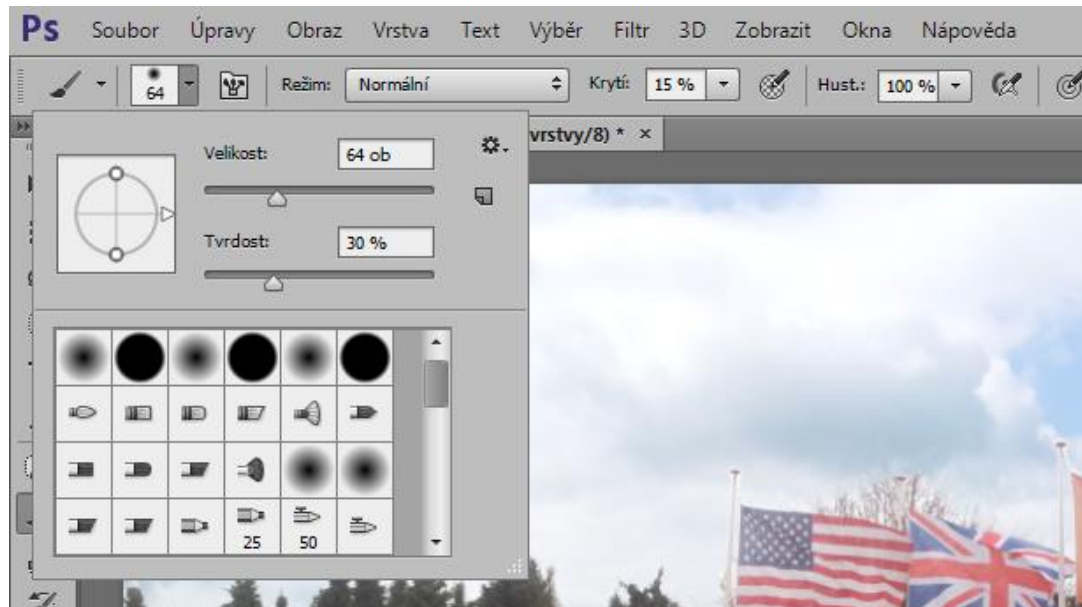 Ps Soubor Úpravy Obraz Vrstva Text Výběr Filtr 3D Zobrazit Okna Nápověda
64 Režim: Normální Krytí: 15 % Hust.: 100 %
vrstvy/8) * ×
Velikost: 64 ob
Tvrdost: 30 %
25 50